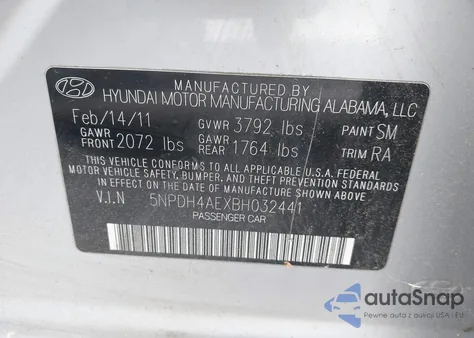 MANUFACTURED BY
HYUNDAI MOTOR MANUFACTURING ALABAMA, LLC
Feb/14/11 GVWR 3792 lbs PAINT SM
GAWR FRONT 2072 lbs GAWR REAR 1764 lbs TRIM RA
THIS VEHICLE CONFORMS TO ALL APPLICABLE U.S.A. FEDERAL
MOTOR VEHICLE SAFETY, BUMPER, AND THEFT PREVENTION STANDARDS
IN EFFECT ON THE DATE OF MANUFACTURE SHOWN ABOVE.
V.I.N 5NPDH4AEXBH032441
PASSENGER CAR
autoSnap
Pewne auta z USA i EU